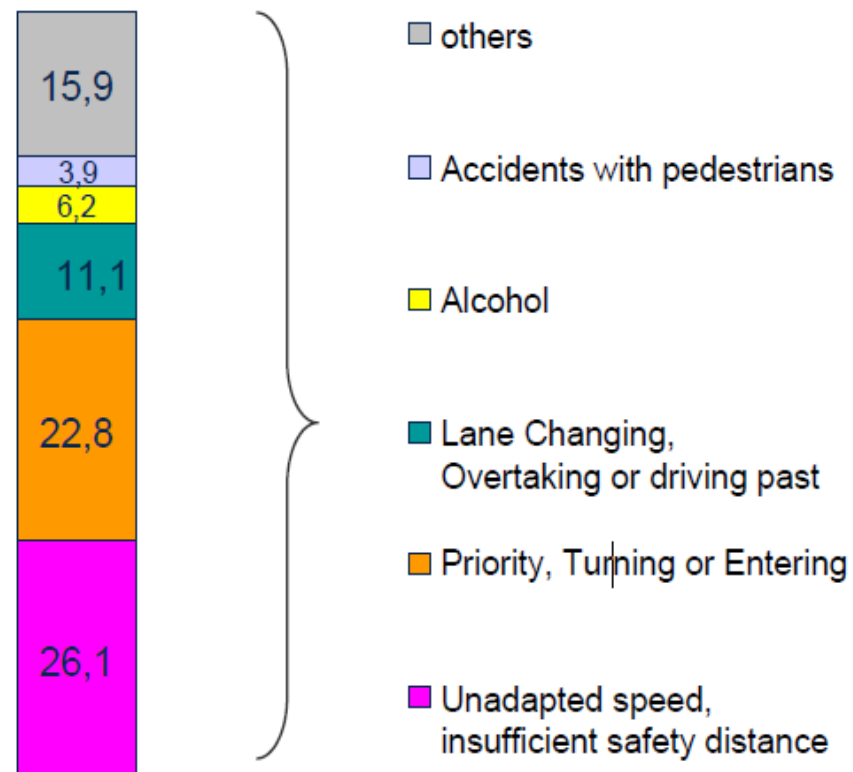 15,9
3,9
6,2
11,1
22,8
26,1
others
Accidents with pedestrians
Alcohol
Lane Changing,
Overtaking or driving past
Priority, Turning or Entering
Unadapted speed,
insufficient safety distance